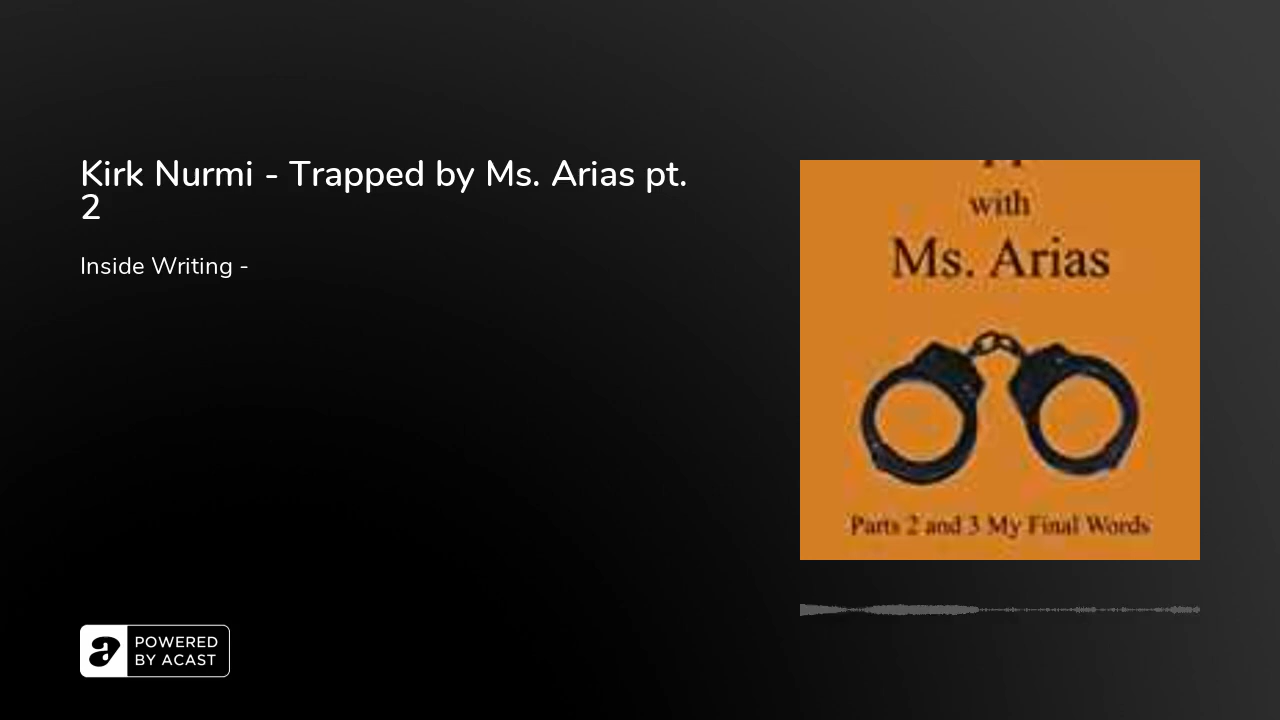 Kirk Nurmi - Trapped by Ms. Arias pt.
2
Inside Writing -
with
Ms. Arias
Parts 2 and 3 My Final Words
a
POWERED
BY ACAST